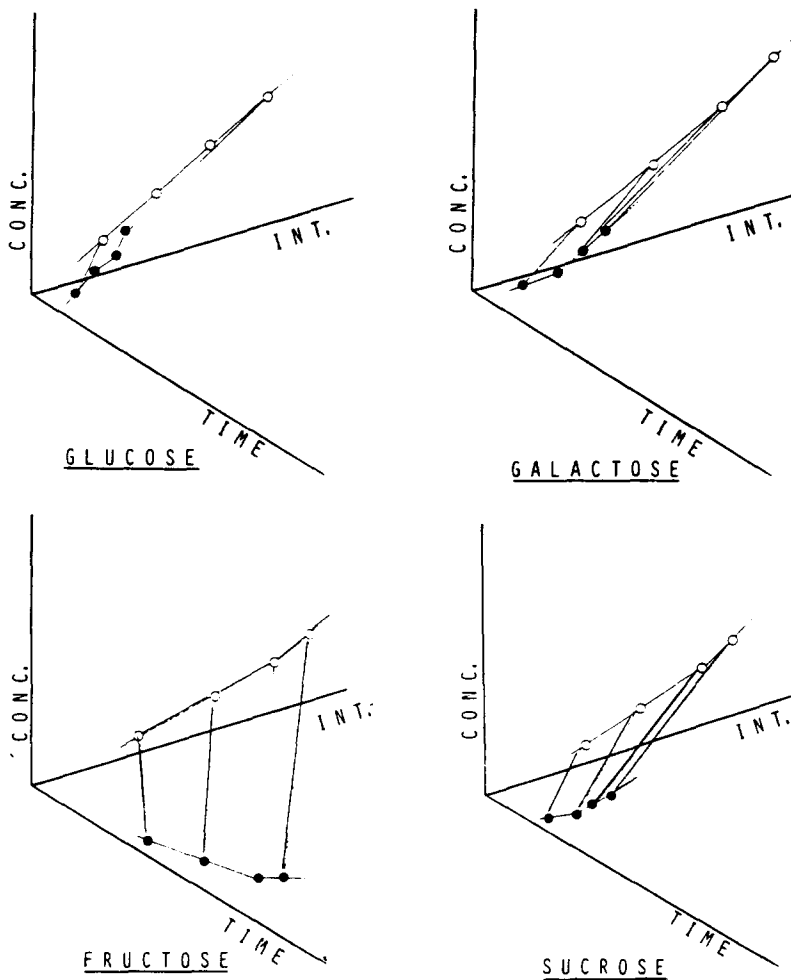 CONC.
INT.
TIME
GLUCOSE
CONC.
INT.
TIME
GALACTOSE
CONC.
INT.
TIME
FRUCTOSE
CONC.
INT.
TIME
SUCROSE